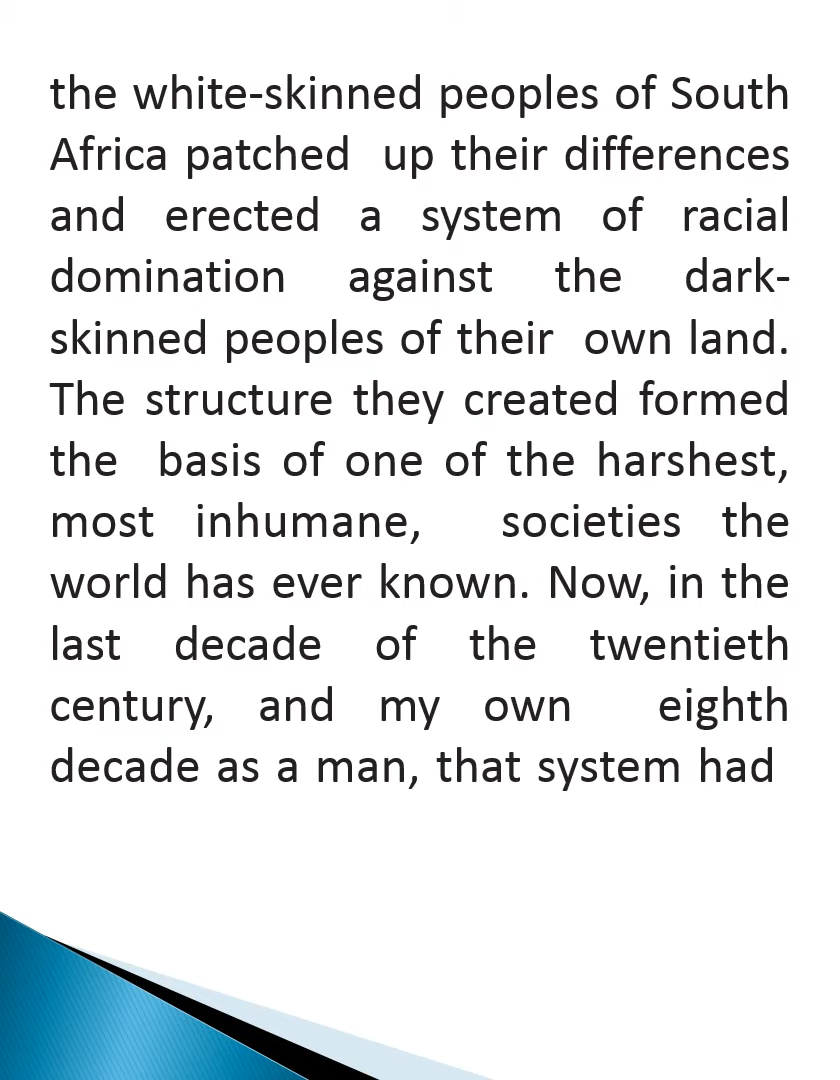 the white-skinned peoples of South
Africa patched up their differences
and erected a system of racial
domination against the dark-
skinned peoples of their own land.
The structure they created formed
the basis of one of the harshest,
most inhumane, societies the
world has ever known. Now, in the
last decade of the twentieth
century, and my own eighth
decade as a man, that system had